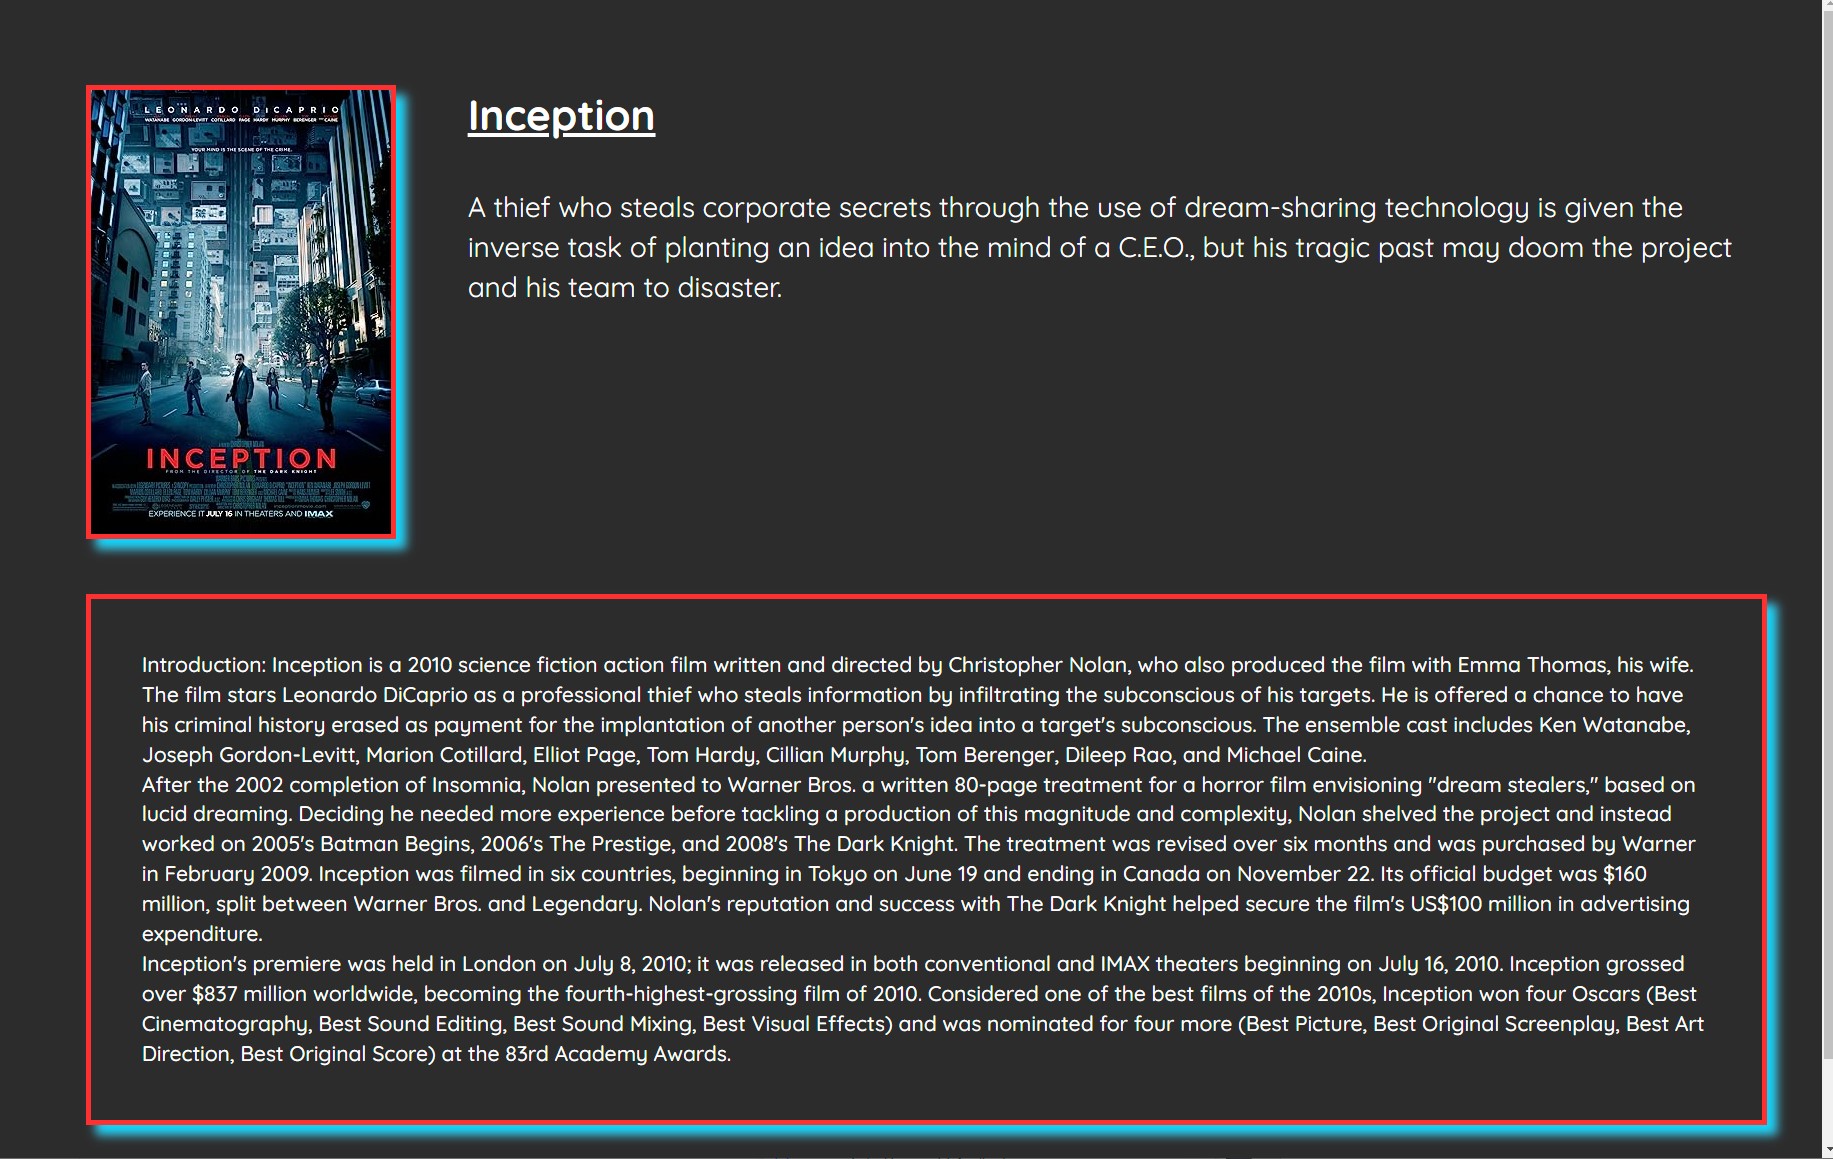 LEONARDO DiCAPRIO
WATANABE GORDON-LEVITT COTILLARD PAGE HARDY MURPHY BERENGER AND CAINE
YOUR MIND IS THE SCENE OF THE CRIME.
INCEPTION
FROM THE DIRECTOR OF THE DARK KNIGHT
EXPERIENCE IT JULY 16 IN THEATERS AND IMAX
Inception
A thief who steals corporate secrets through the use of dream-sharing technology is given the
inverse task of planting an idea into the mind of a C.E.O., but his tragic past may doom the project
and his team to disaster.
Introduction: Inception is a 2010 science fiction action film written and directed by Christopher Nolan, who also produced the film with Emma Thomas, his wife.
The film stars Leonardo DiCaprio as a professional thief who steals information by infiltrating the subconscious of his targets. He is offered a chance to have
his criminal history erased as payment for the implantation of another person's idea into a target's subconscious. The ensemble cast includes Ken Watanabe,
Joseph Gordon-Levitt, Marion Cotillard, Elliot Page, Tom Hardy, Cillian Murphy, Tom Berenger, Dileep Rao, and Michael Caine.
After the 2002 completion of Insomnia, Nolan presented to Warner Bros. a written 80-page treatment for a horror film envisioning "dream stealers," based on
lucid dreaming. Deciding he needed more experience before tackling a production of this magnitude and complexity, Nolan shelved the project and instead
worked on 2005's Batman Begins, 2006's The Prestige, and 2008's The Dark Knight. The treatment was revised over six months and was purchased by Warner
in February 2009. Inception was filmed in six countries, beginning in Tokyo on June 19 and ending in Canada on November 22. Its official budget was $160
million, split between Warner Bros. and Legendary. Nolan's reputation and success with The Dark Knight helped secure the film's US$100 million in advertising
expenditure.
Inception's premiere was held in London on July 8, 2010; it was released in both conventional and IMAX theaters beginning on July 16, 2010. Inception grossed
over $837 million worldwide, becoming the fourth-highest-grossing film of 2010. Considered one of the best films of the 2010s, Inception won four Oscars (Best
Cinematography, Best Sound Editing, Best Sound Mixing, Best Visual Effects) and was nominated for four more (Best Picture, Best Original Screenplay, Best Art
Direction, Best Original Score) at the 83rd Academy Awards.